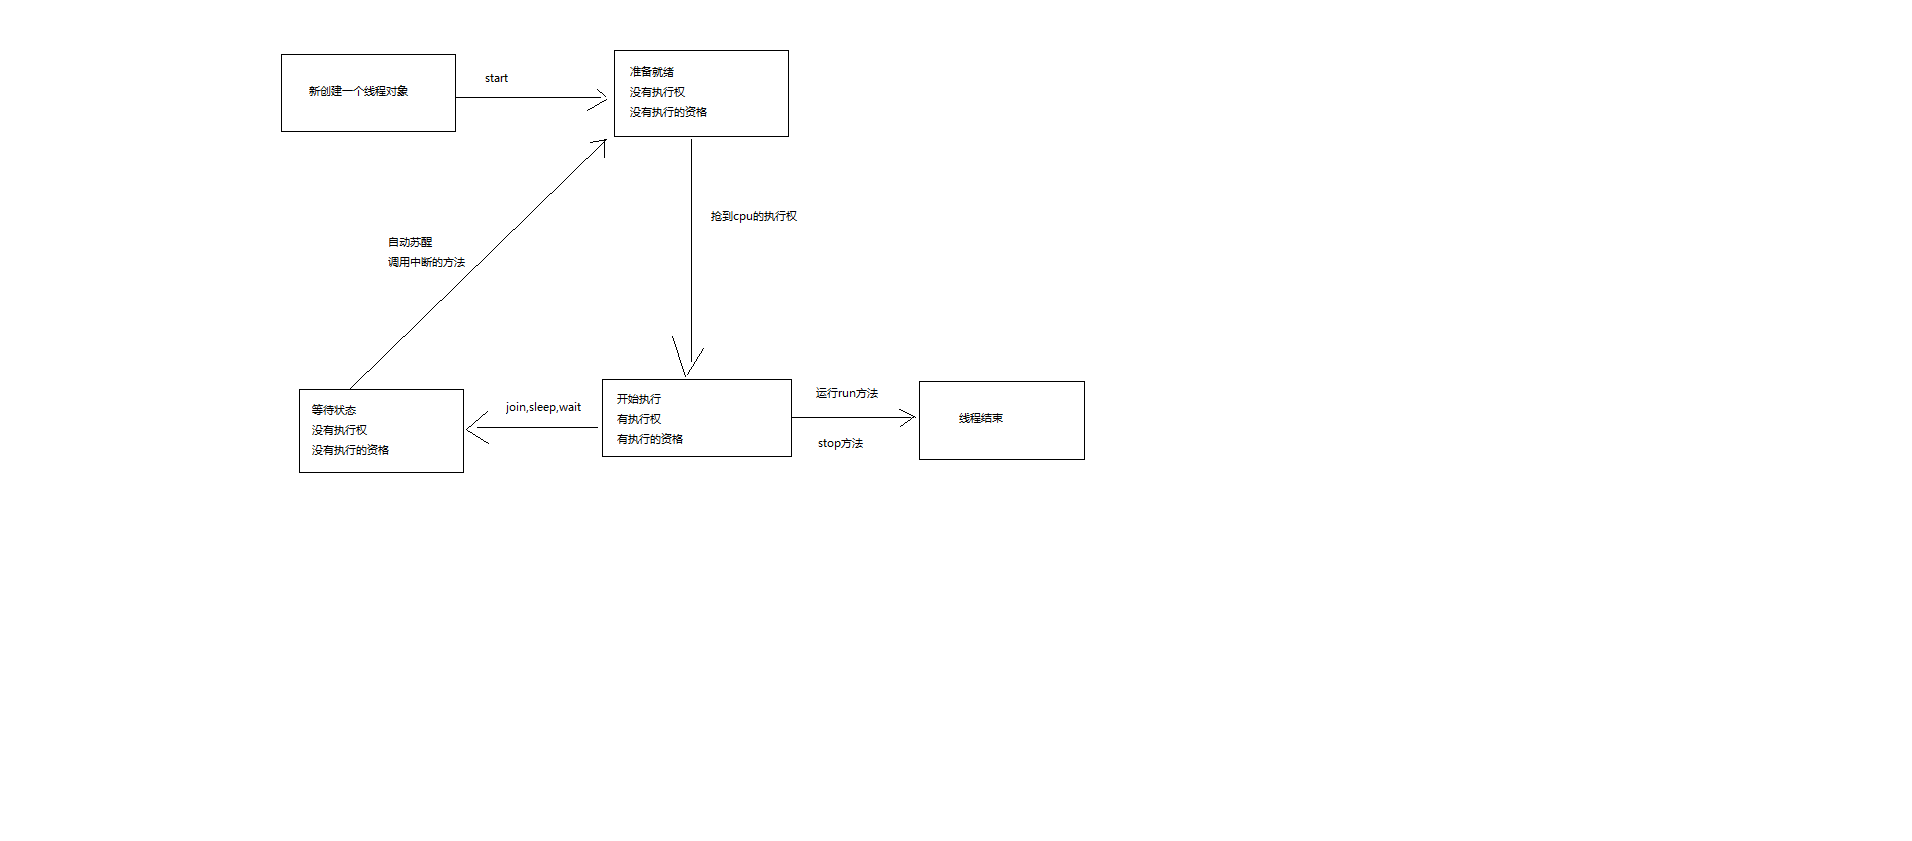 新创建一个线程对象
start
准备就绪
没有执行权
没有执行的资格
抢到cpu的执行权
自动苏醒
调用中断的方法
等待状态
没有执行权
没有执行的资格
join,sleep,wait
开始执行
有执行权
有执行的资格
运行run方法
stop方法
线程结束